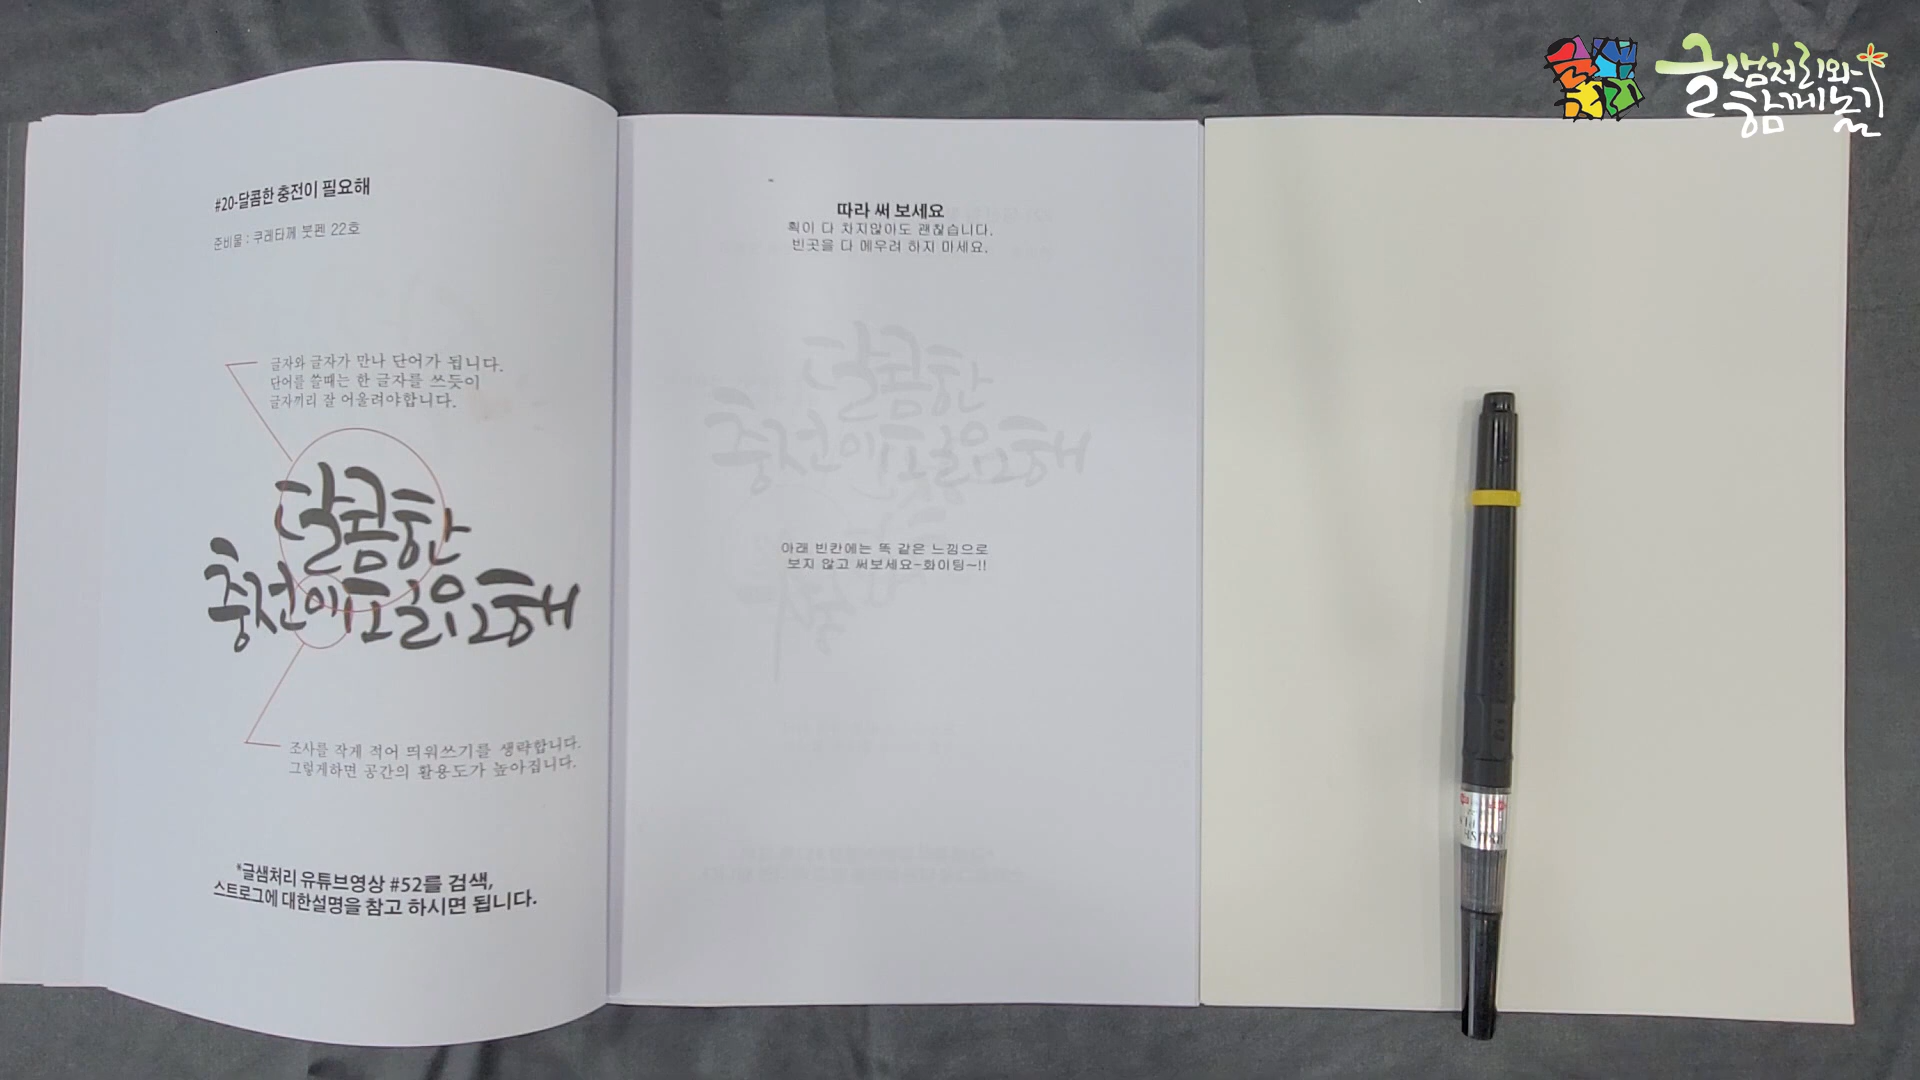 #20-달콤한 충전이 필요해
준비물 : 쿠레타께 붓펜 22호
글자와 글자가 만나 단어가 됩니다.
단어를 쓸때는 한 글자를 쓰듯이
글자끼리 잘 어울려야합니다.
달콤한
충전이 필요해
조사를 작게 적어 띄워쓰기를 생략합니다.
그렇게하면 공간의 활용도가 높아집니다.
*글샘처리 유튜브영상 #52를 검색,
스트로그에 대한설명을 참고 하시면 됩니다.
따라 써 보세요
획이 다 차지않아도 괜찮습니다.
빈곳을 다 메우려 하지 마세요.
달콤한
충전이 필요해
아래 빈칸에는 똑 같은 느낌으로
보지 않고 써보세요~화이팅~!!
글샘처리
글샘처리와
함께놀기